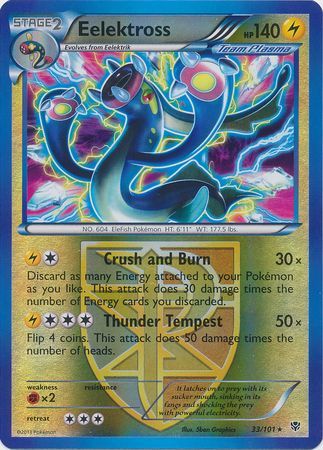 STAGE2
Eelektross
HP140
Evolves from Eelektrik
Team Plasma
NO. 604 EleFish Pokémon HT: 6'11" WT: 177.5 lbs.
Crush and Burn 30×
Discard as many Energy attached to your Pokémon
as you like. This attack does 30 damage times the
number of Energy cards you discarded.
Thunder Tempest 50×
Flip 4 coins. This attack does 50 damage times the
number of heads.
weakness resistance
×2
retreat
It latches on to prey with its
sucker mouth, sinking in its
fangs and shocking the prey
with powerful electricity.
©2013 Pokémon
Illus. 5ban Graphics
33/101 ★